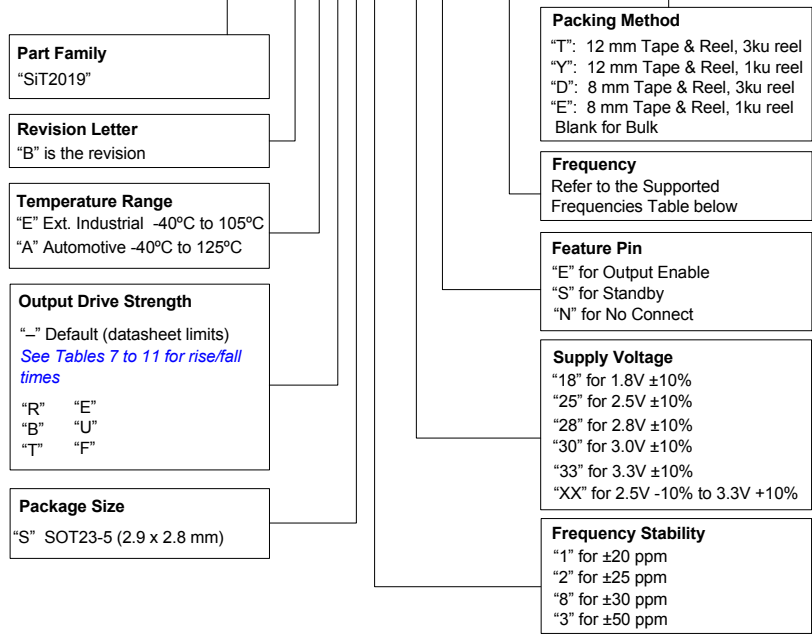 Part Family
“SiT2019”
Revision Letter
“B” is the revision
Temperature Range
“E” Ext. Industrial -40ºC to 105ºC
“A” Automotive -40ºC to 125ºC
Output Drive Strength
“–” Default (datasheet limits)
See Tables 7 to 11 for rise/fall
times
“R” “E”
“B” “U”
“T” “F”
Package Size
“S” SOT23-5 (2.9 x 2.8 mm)
Packing Method
“T”: 12 mm Tape & Reel, 3ku reel
“Y”: 12 mm Tape & Reel, 1ku reel
“D”: 8 mm Tape & Reel, 3ku reel
“E”: 8 mm Tape & Reel, 1ku reel
Blank for Bulk
Frequency
Refer to the Supported
Frequencies Table below
Feature Pin
“E” for Output Enable
“S” for Standby
“N” for No Connect
Supply Voltage
“18” for 1.8V ±10%
“25” for 2.5V ±10%
“28” for 2.8V ±10%
“30” for 3.0V ±10%
“33” for 3.3V ±10%
“XX” for 2.5V -10% to 3.3V +10%
Frequency Stability
“1” for ±20 ppm
“2” for ±25 ppm
“8” for ±30 ppm
“3” for ±50 ppm